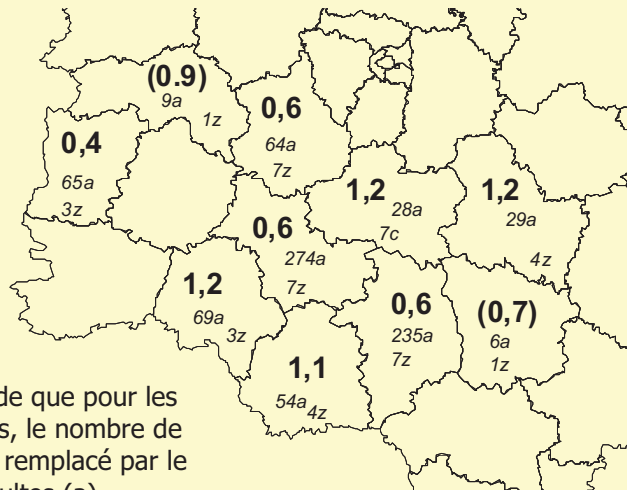 (0.9)
9a
1z
0,6
64a
7z
0,4
65a
3z
1,2
28a
7c
1,2
29a
4z
0,6
274a
7z
1,2
69a
3z
0,6
235a
7z
(0,7)
6a
1z
1,1
54a
4z
de que pour les
s, le nombre de
remplacé par le
(a)